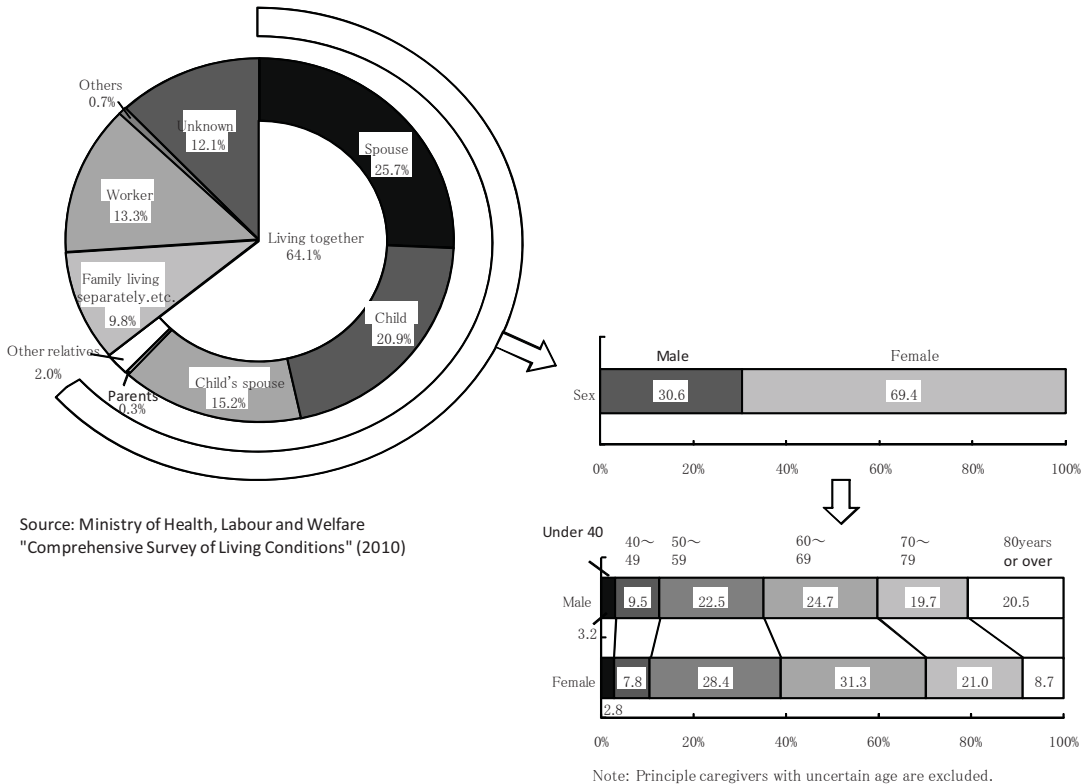 Others
0.7%
Unknown
12.1%
Spouse
25.7%
Worker
13.3%
Living together
64.1%
Family living
separately.etc.
9.8%
Child
20.9%
Other relatives
2.0%
Parents
0.3%
Child's spouse
15.2%
Source: Ministry of Health, Labour and Welfare
"Comprehensive Survey of Living Conditions" (2010)
Male Female
Sex 30.6 69.4
0% 20% 40% 60% 80% 100%
Under 40
40～
49
50～
59
60～
69
70～
79
80years
or over
Male 9.5 22.5 24.7 19.7 20.5
3.2
Female 7.8 28.4 31.3 21.0 8.7
2.8
0% 20% 40% 60% 80% 100%
Note: Principle caregivers with uncertain age are excluded.